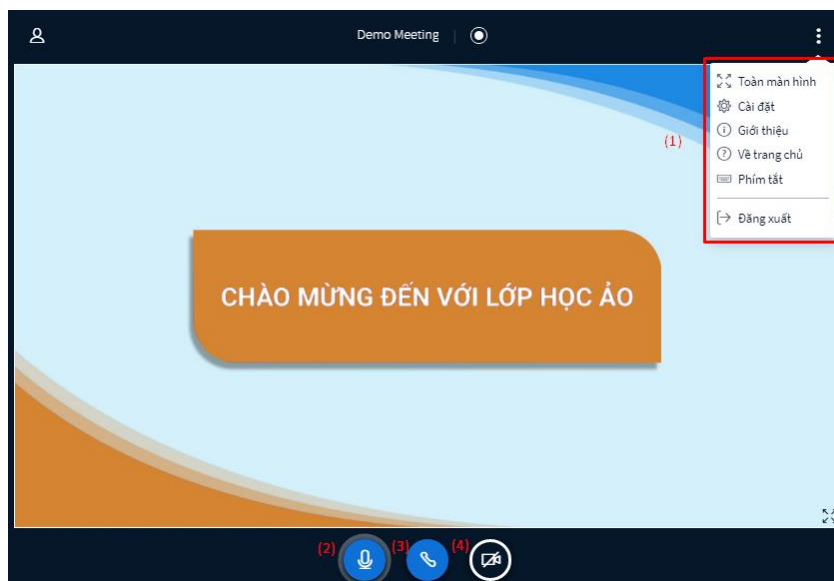 Demo Meeting
Toàn màn hình
Cài đặt
(1)
Giới thiệu
Về trang chủ
Phím tắt
Đăng xuất
CHÀO MỪNG ĐẾN VỚI LỚP HỌC ẢO
(2)
(3)
(4)